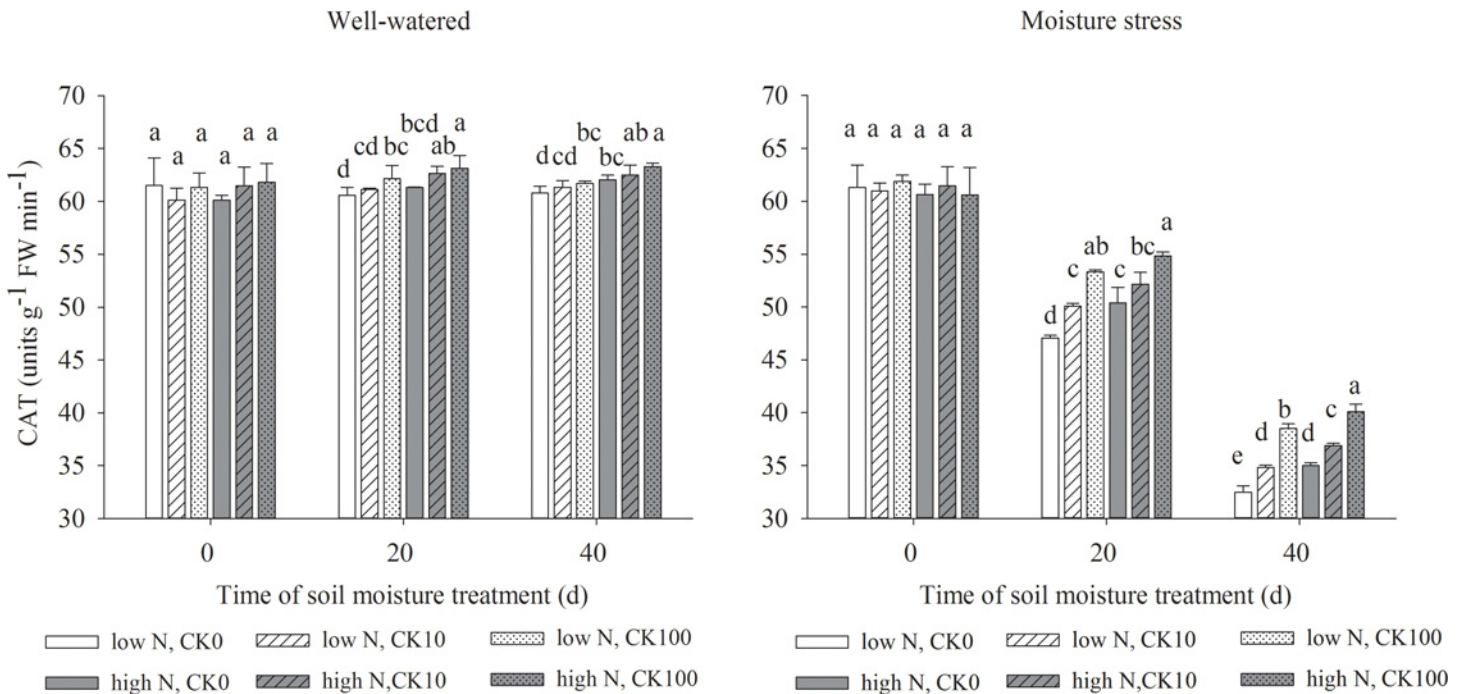 Well-watered
Moisture stress
CAT (units g⁻¹ FW min⁻¹)
70
65
60
55
50
45
40
35
30
a
a
a
a
a
a
d
cd
bc
bcd
ab
a
d
cd
bc
bc
ab
a
0
20
40
Time of soil moisture treatment (d)
low N, CK0
low N, CK10
low N, CK100
high N, CK0
high N,CK10
high N, CK100
70
65
60
55
50
45
40
35
30
a
a
a
a
a
a
d
c
ab
c
bc
a
e
d
b
d
c
a
0
20
40
Time of soil moisture treatment (d)
low N, CK0
low N, CK10
low N, CK100
high N, CK0
high N,CK10
high N, CK100